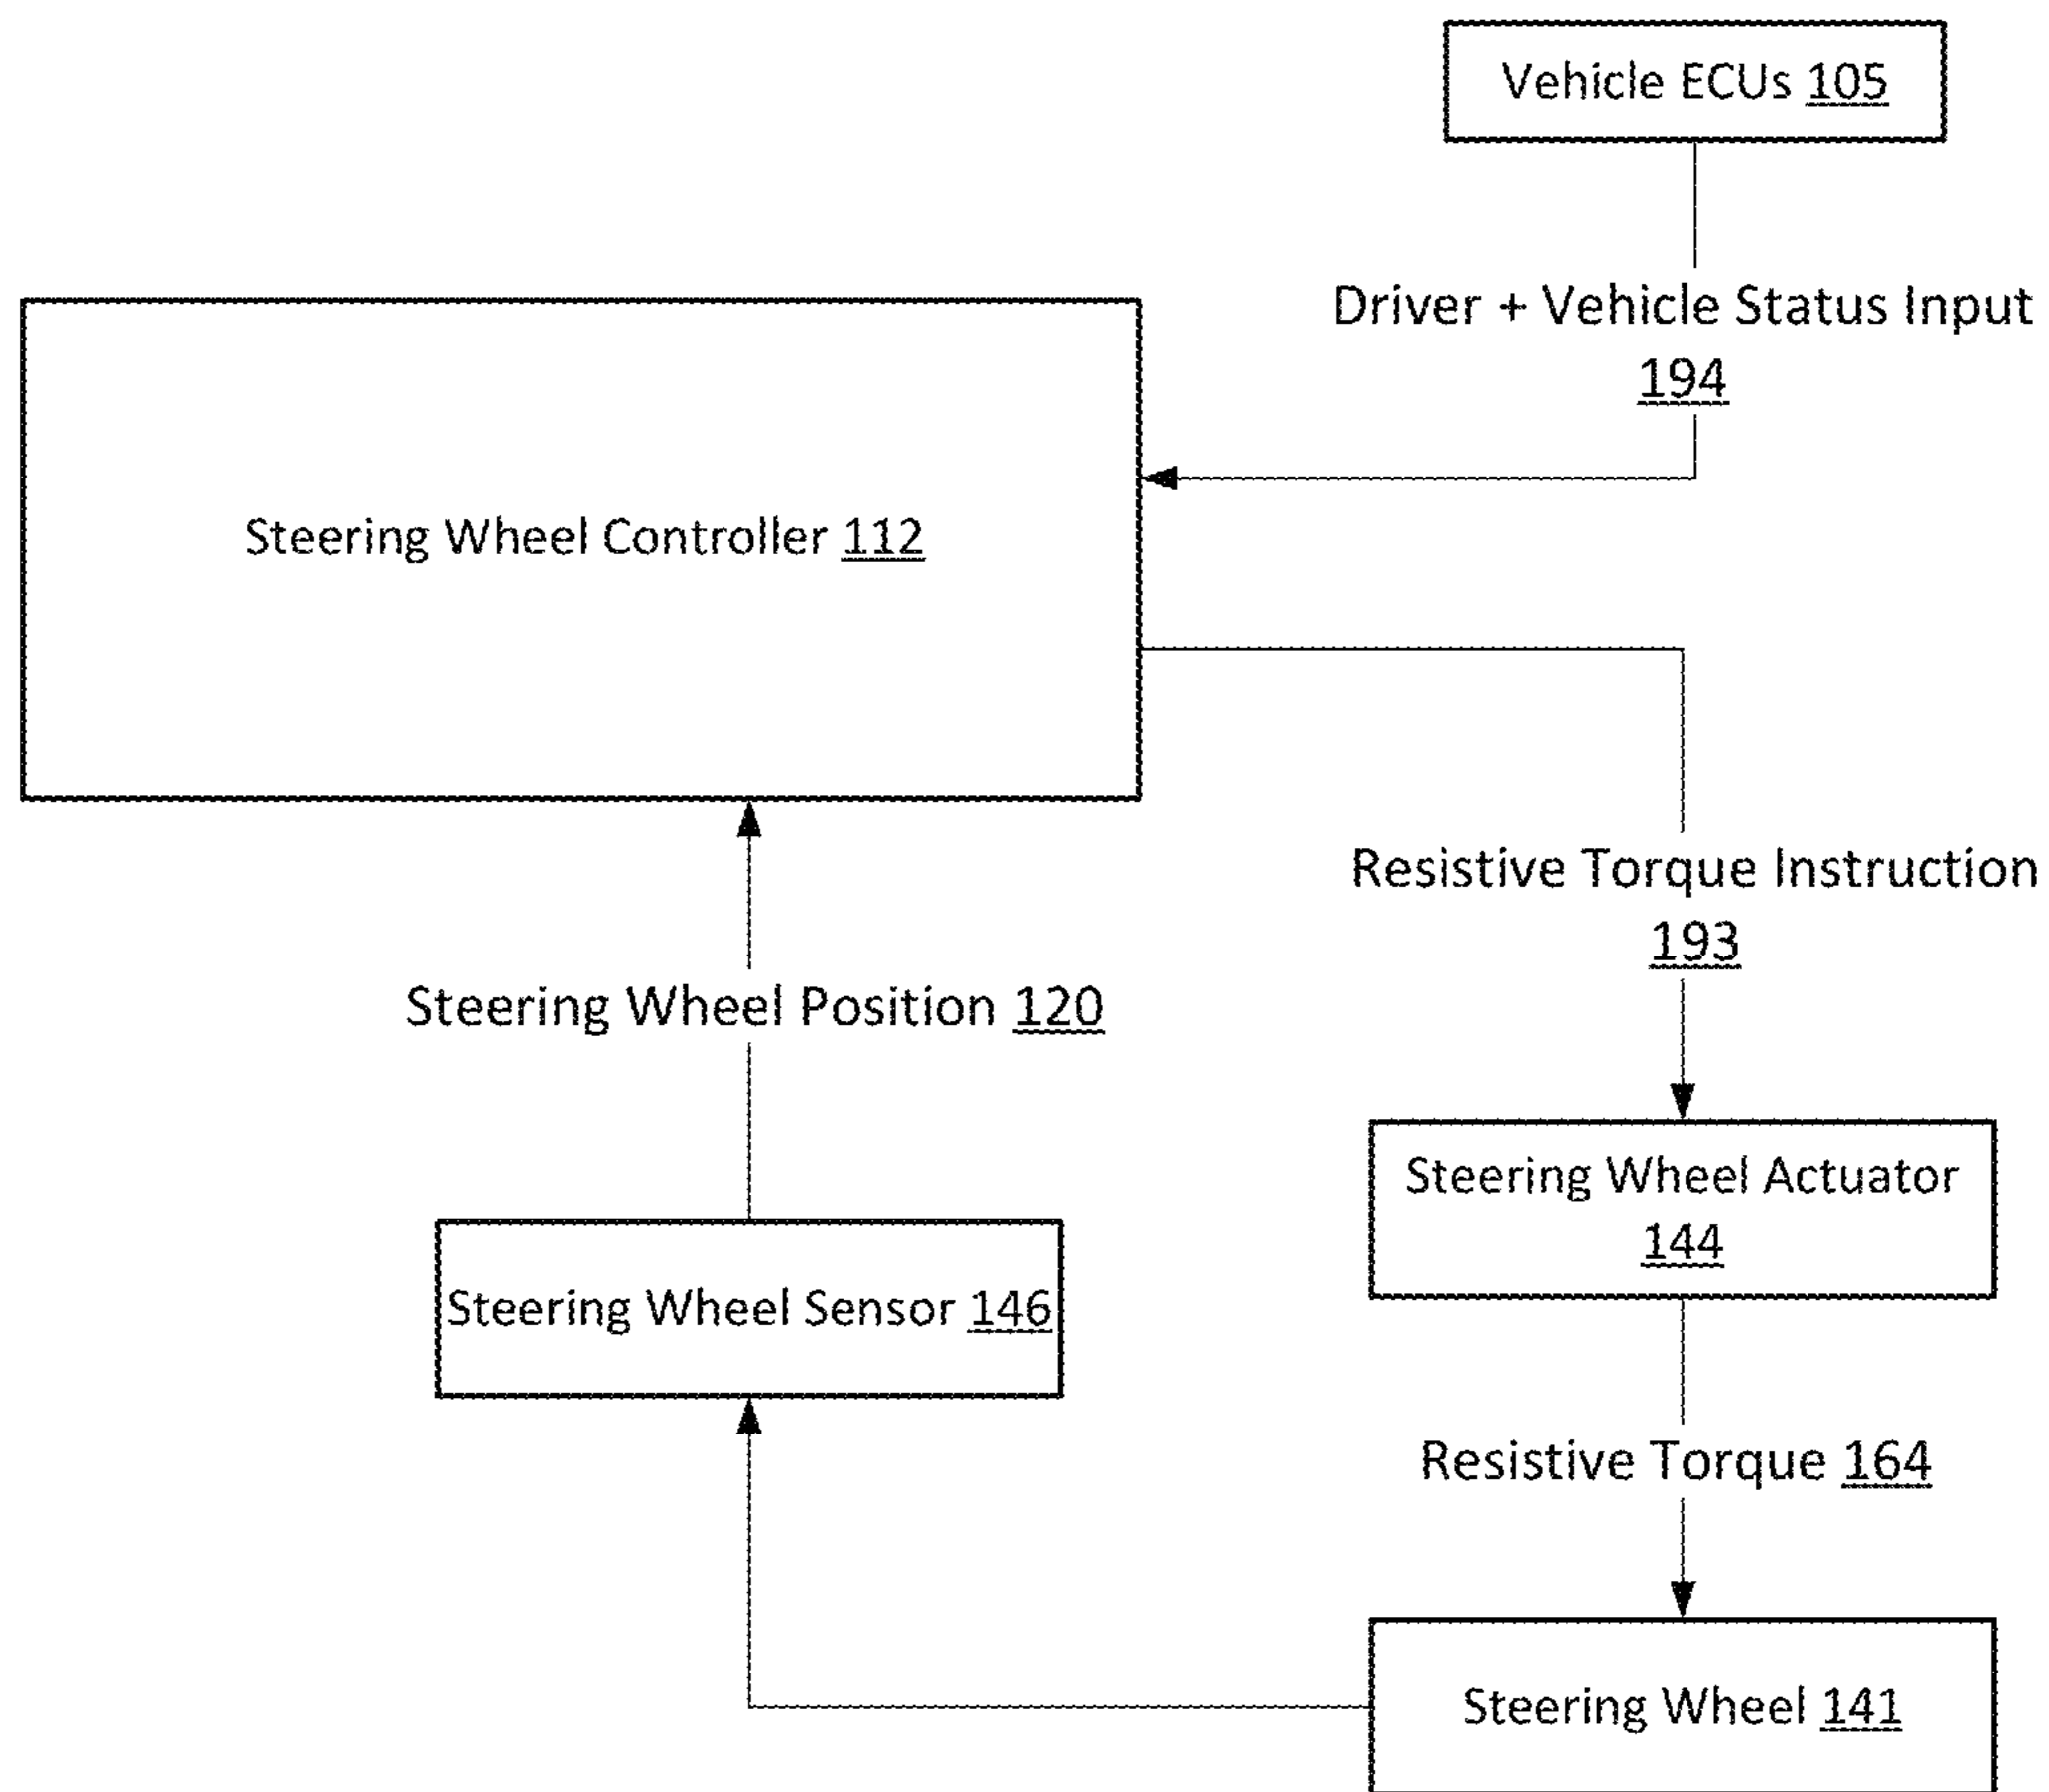 Vehicle ECUs 105
Driver + Vehicle Status Input
194
Steering Wheel Controller 112
Resistive Torque Instruction
193
Steering Wheel Position 120
Steering Wheel Actuator
144
Steering Wheel Sensor 146
Resistive Torque 164
Steering Wheel 141